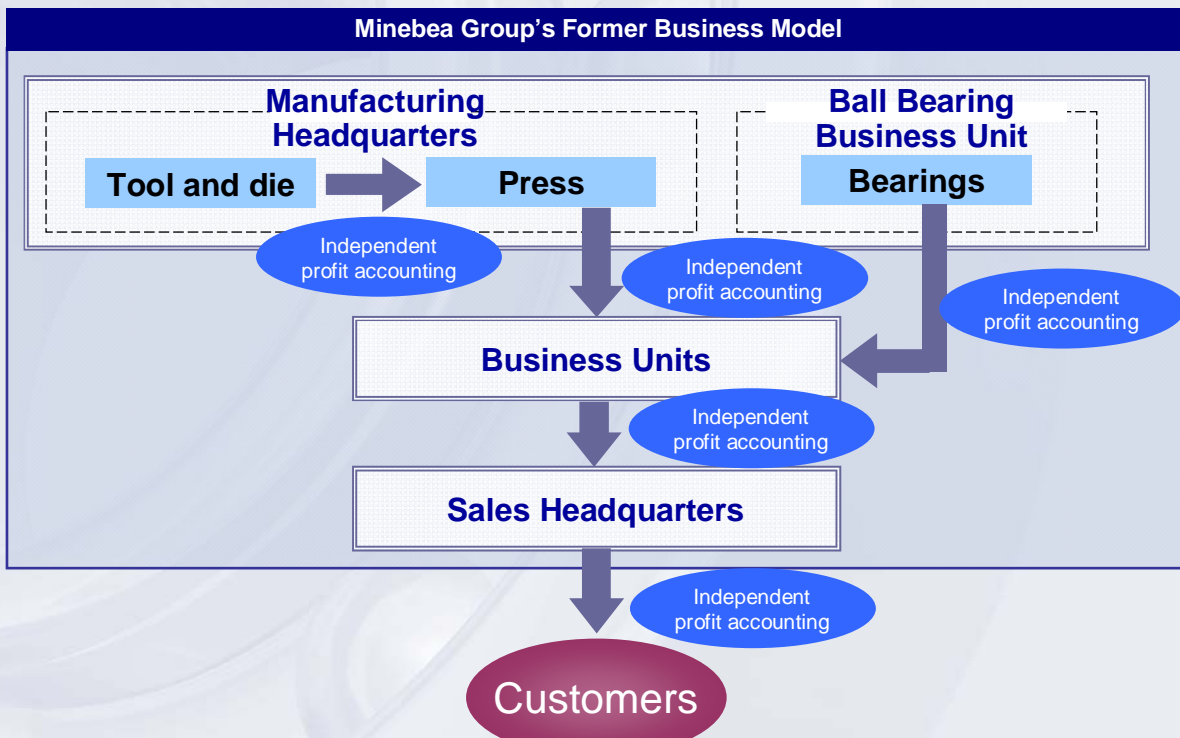 Minebea Group's Former Business Model
Manufacturing
Headquarters
Ball Bearing
Business Unit
Tool and die
Press
Bearings
Independent
profit accounting
Independent
profit accounting
Independent
profit accounting
Business Units
Independent
profit accounting
Sales Headquarters
Independent
profit accounting
Customers